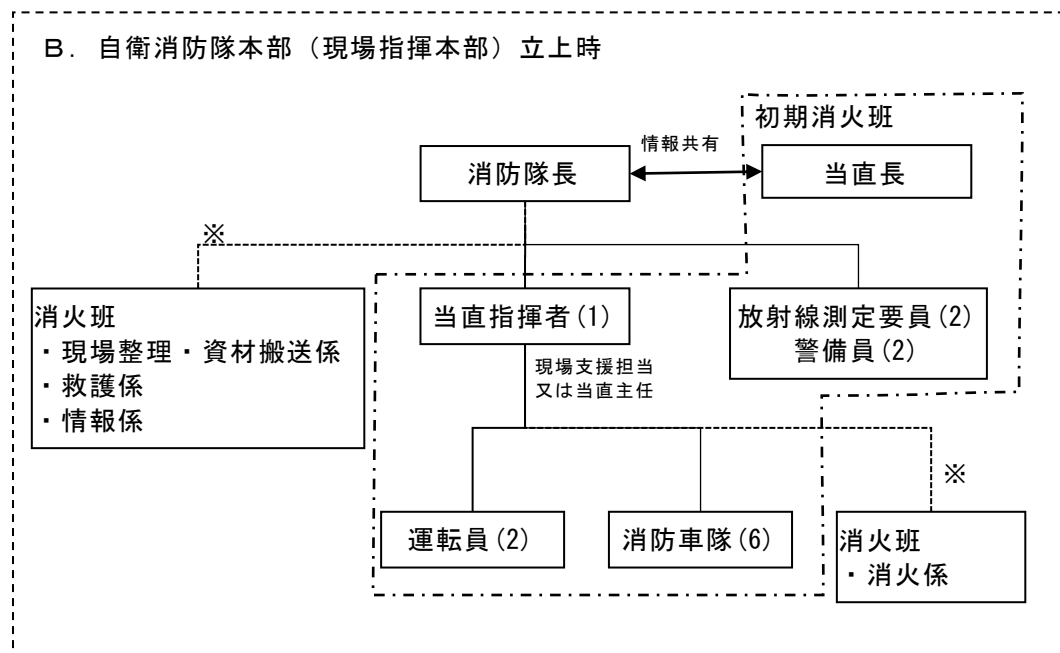 Ｂ．自衛消防隊本部（現場指揮本部）立上時
初期消火班
情報共有
消防隊長
当直長
※
消火班
・現場整理・資材搬送係
・救護係
・情報係
当直指揮者(1)
放射線測定要員(2)
警備員(2)
現場支援担当
又は当直主任
※
運転員(2)
消防車隊(6)
消火班
・消火係